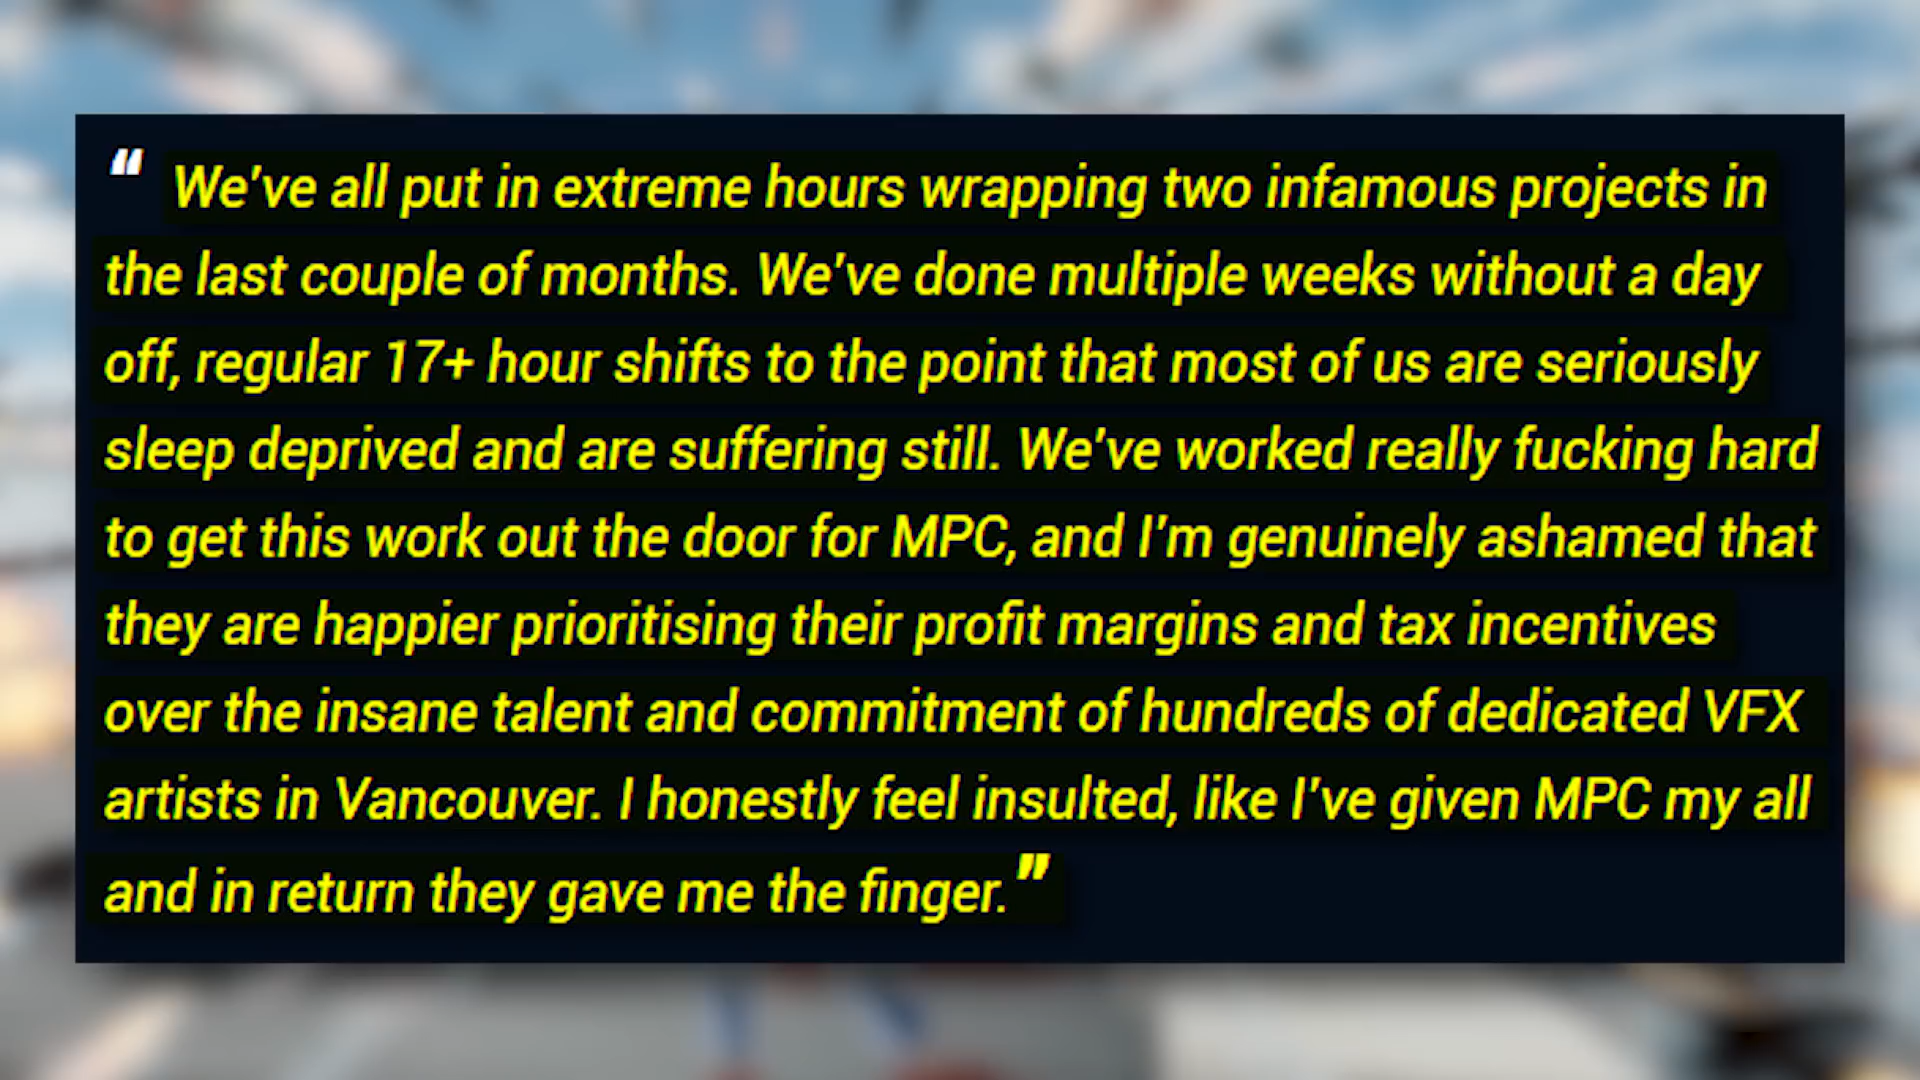 “ We’ve all put in extreme hours wrapping two infamous projects in
the last couple of months. We’ve done multiple weeks without a day
off, regular 17+ hour shifts to the point that most of us are seriously
sleep deprived and are suffering still. We’ve worked really fucking hard
to get this work out the door for MPC, and I’m genuinely ashamed that
they are happier prioritising their profit margins and tax incentives
over the insane talent and commitment of hundreds of dedicated VFX
artists in Vancouver. I honestly feel insulted, like I’ve given MPC my all
and in return they gave me the finger.”